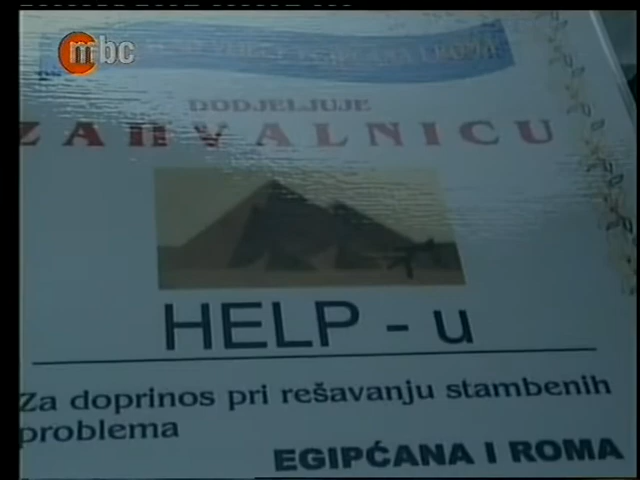 mbc
DODJELJUJE
ZAHVALNICU
HELP - u
Za doprinos pri rešavanju stambenih
problema
EGIPĆANA I ROMA